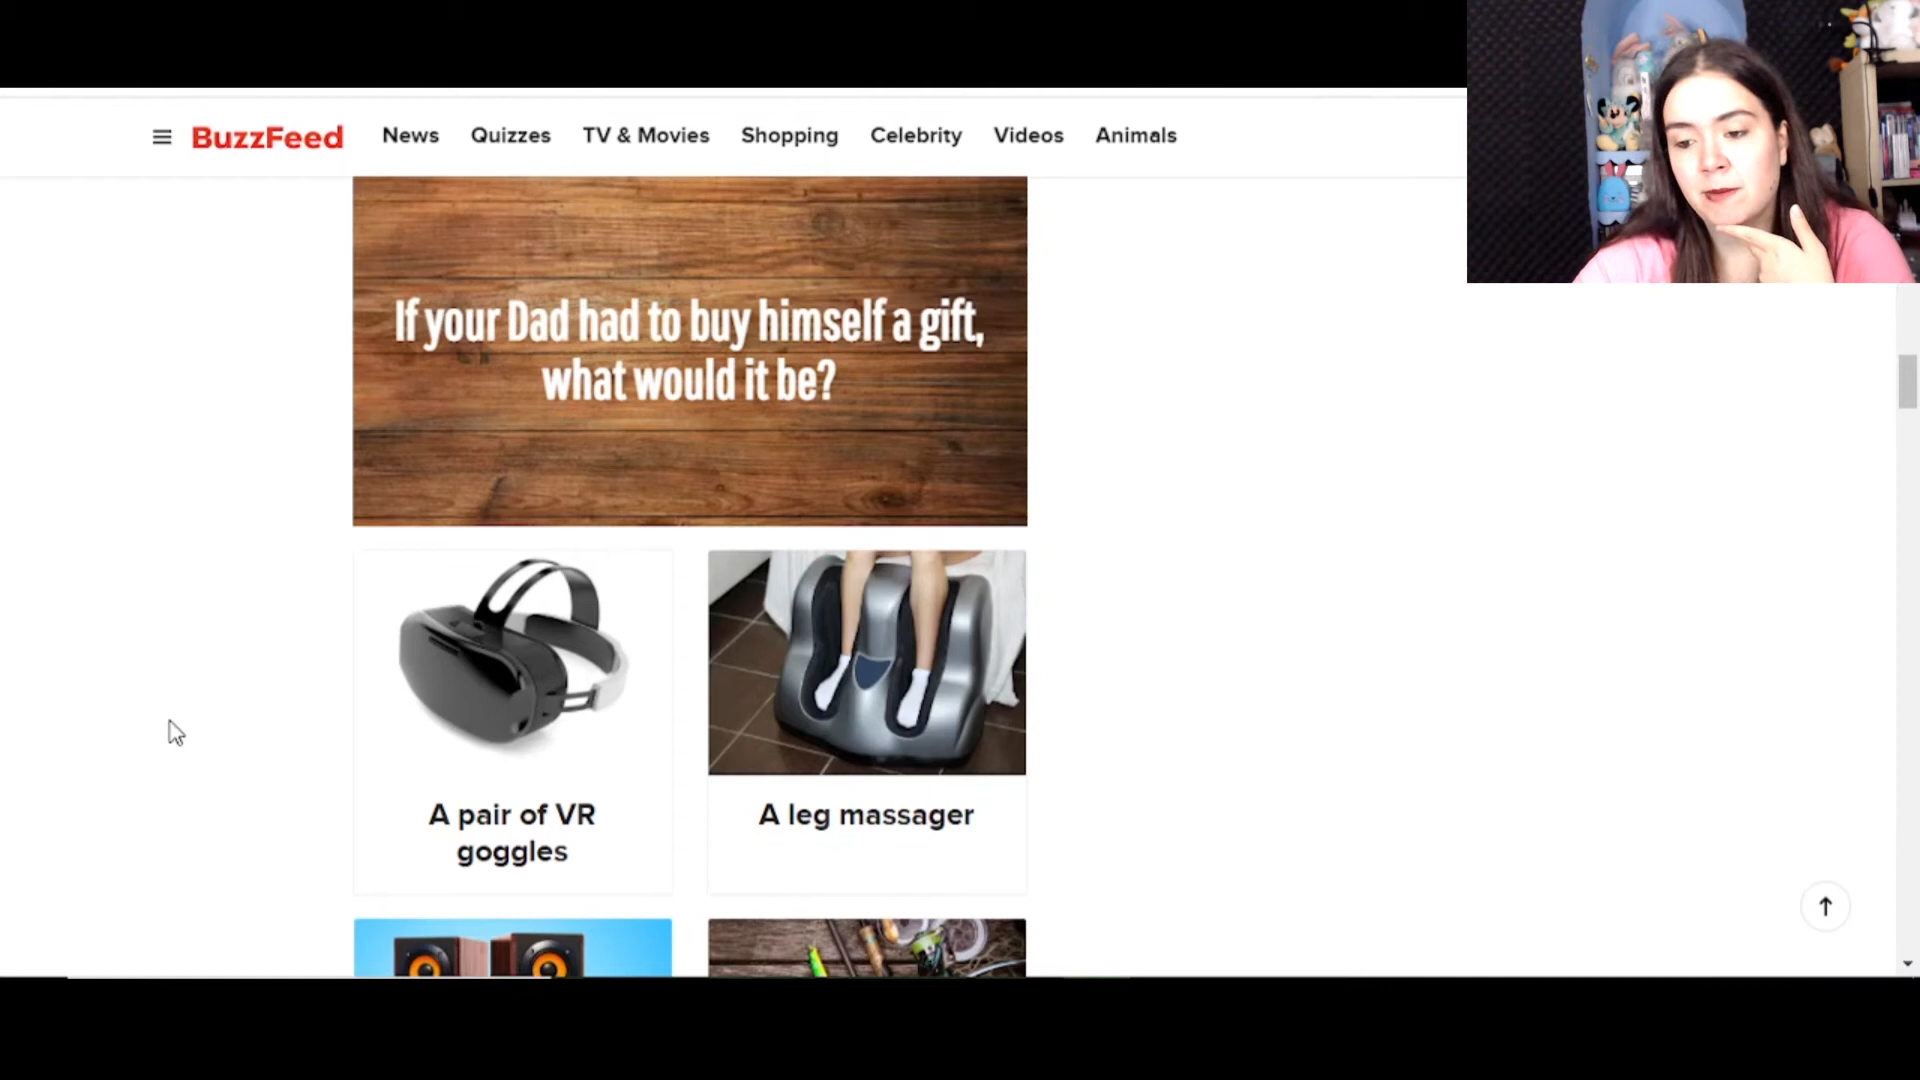 BuzzFeed News Quizzes TV & Movies Shopping Celebrity Videos Animals
If your Dad had to buy himself a gift,
what would it be?
A pair of VR
goggles
A leg massager